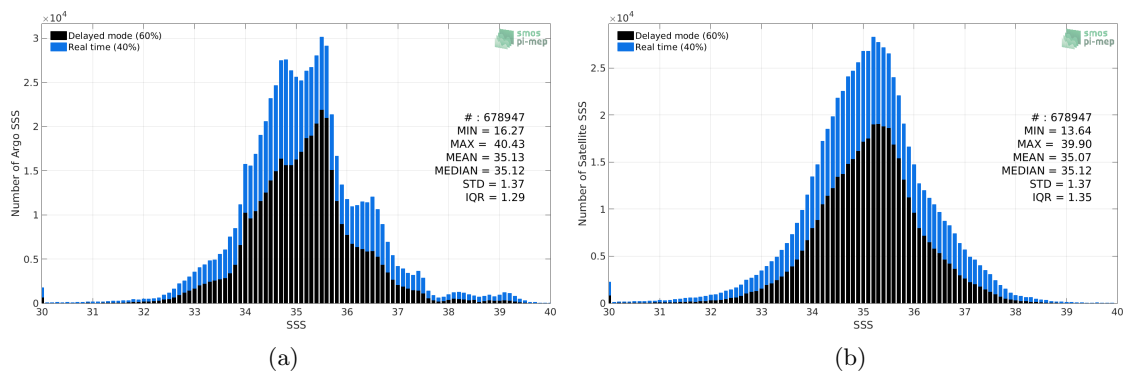 ×10⁴
Delayed mode (60%)
Real time (40%)
smos
pi-mep
# : 678947
MIN = 16.27
MAX = 40.43
MEAN = 35.13
MEDIAN = 35.12
STD = 1.37
IQR = 1.29
Number of Argo SSS
3
2.5
2
1.5
1
0.5
0
30 31 32 33 34 35 36 37 38 39 40
SSS
(a)
×10⁴
Delayed mode (60%)
Real time (40%)
smos
pi-mep
# : 678947
MIN = 13.64
MAX = 39.90
MEAN = 35.07
MEDIAN = 35.12
STD = 1.37
IQR = 1.35
Number of Satellite SSS
2.5
2
1.5
1
0.5
0
30 31 32 33 34 35 36 37 38 39 40
SSS
(b)